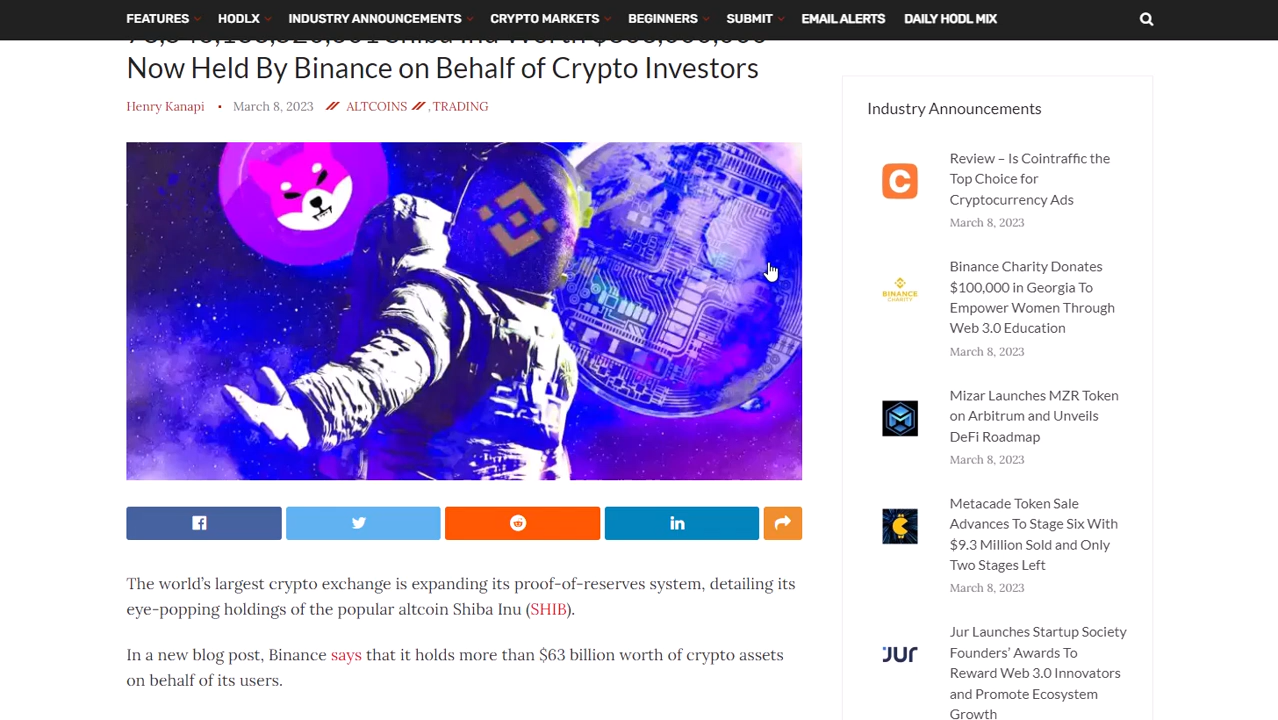 FEATURES HODLX INDUSTRY ANNOUNCEMENTS CRYPTO MARKETS BEGINNERS SUBMIT EMAIL ALERTS DAILY HODL MIX
Shiba Inu Worth
Now Held By Binance on Behalf of Crypto Investors
Henry Kanapi • March 8, 2023 // ALTCOINS // , TRADING
The world's largest crypto exchange is expanding its proof-of-reserves system, detailing its
eye-popping holdings of the popular altcoin Shiba Inu (SHIB).
In a new blog post, Binance says that it holds more than $63 billion worth of crypto assets
on behalf of its users.
Industry Announcements
Review – Is Cointraffic the
Top Choice for
Cryptocurrency Ads
March 8, 2023
BINANCE
CHARITY
Binance Charity Donates
$100,000 in Georgia To
Empower Women Through
Web 3.0 Education
March 8, 2023
Mizar Launches MZR Token
on Arbitrum and Unveils
DeFi Roadmap
March 8, 2023
Metacade Token Sale
Advances To Stage Six With
$9.3 Million Sold and Only
Two Stages Left
March 8, 2023
JUr
Jur Launches Startup Society
Founders' Awards To
Reward Web 3.0 Innovators
and Promote Ecosystem
Growth